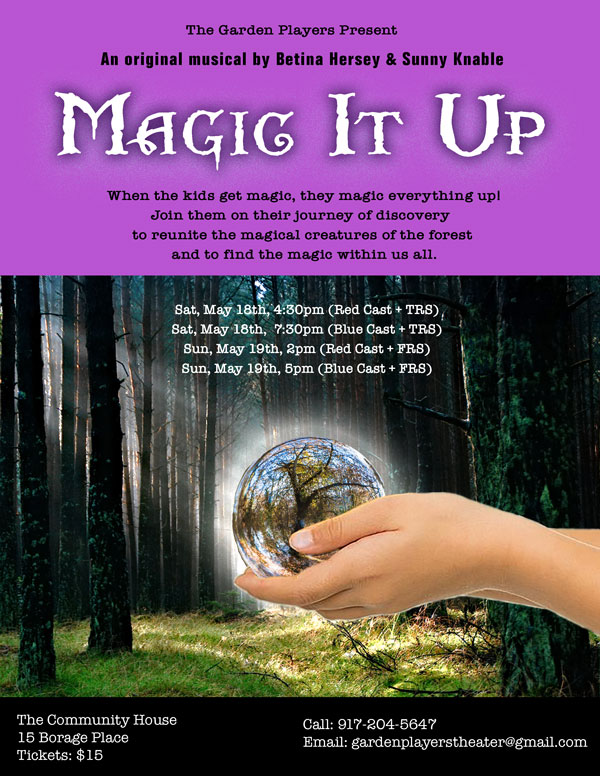 The Garden Players Present
An original musical by Betina Hersey & Sunny Knable
Magic It Up
When the kids get magic, they magic everything up!
Join them on their journey of discovery
to reunite the magical creatures of the forest
and to find the magic within us all.
Sat, May 18th, 4:30pm (Red Cast + TRS)
Sat, May 18th, 7:30pm (Blue Cast + TRS)
Sun, May 19th, 2pm (Red Cast + FRS)
Sun, May 19th, 5pm (Blue Cast + FRS)
The Community House
15 Borage Place
Tickets: $15
Call: 917-204-5647
Email: gardenplayerstheater@gmail.com